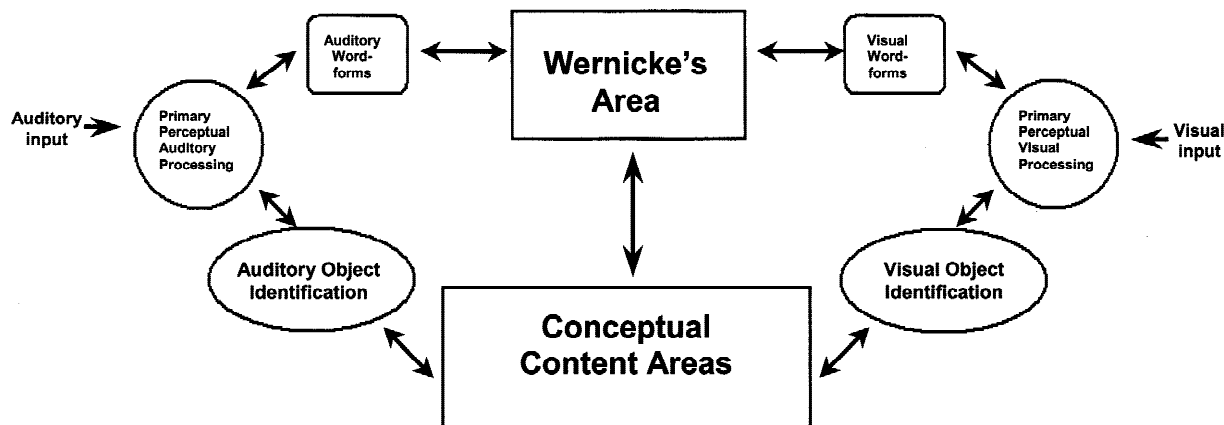 Auditory
Word-
forms
Wernicke's
Area
Visual
Word-
forms
Auditory
input
Primary
Perceptual
Auditory
Processing
Primary
Perceptual
Visual
Processing
Visual
input
Auditory Object
Identification
Visual Object
Identification
Conceptual
Content Areas